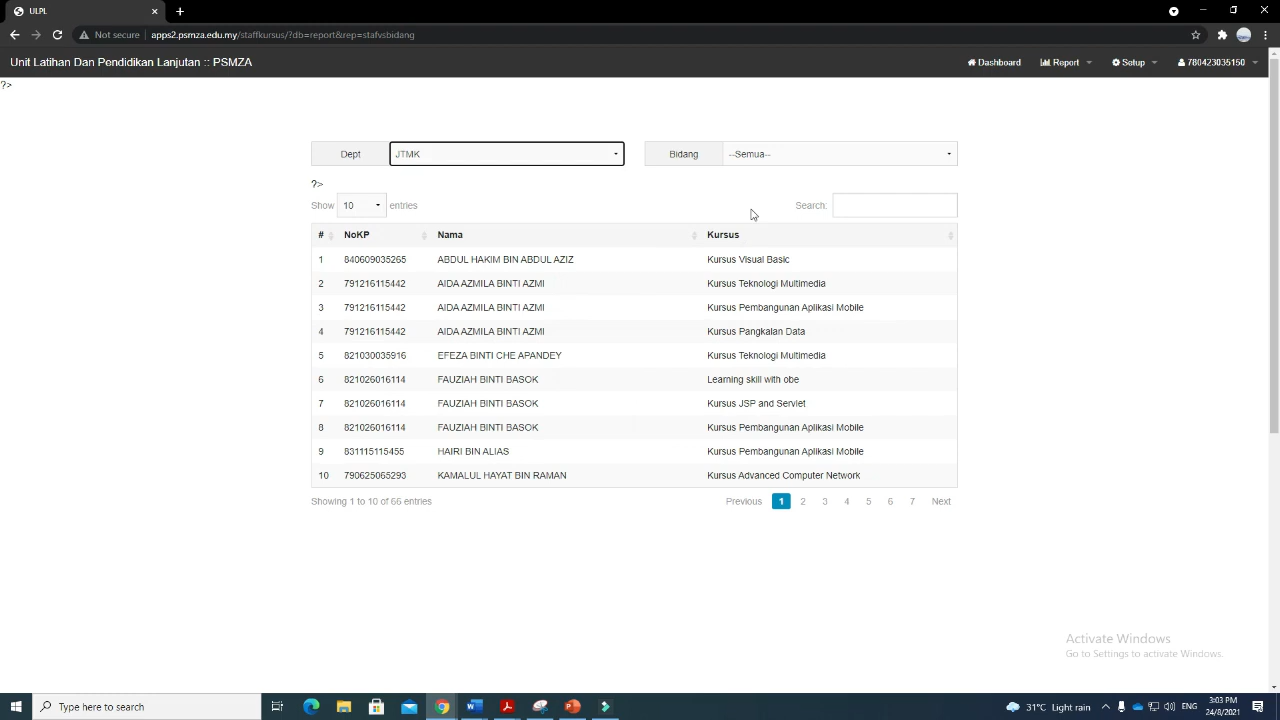 ULPL
Not secure | apps2.psmza.edu.my/staffkursus/?db=report&rep=stafvsbidang
Unit Latihan Dan Pendidikan Lanjutan :: PSMZA Dashboard Report Setup 780423035150
?>
Dept JTMK Bidang --Semua--
?>
Show 10 entries Search:
# NoKP Nama Kursus
1 840609035265 ABDUL HAKIM BIN ABDUL AZIZ Kursus Visual Basic
2 791216115442 AIDA AZMILA BINTI AZMI Kursus Teknologi Multimedia
3 791216115442 AIDA AZMILA BINTI AZMI Kursus Pembangunan Aplikasi Mobile
4 791216115442 AIDA AZMILA BINTI AZMI Kursus Pangkalan Data
5 821030035916 EFEZA BINTI CHE APANDEY Kursus Teknologi Multimedia
6 821026016114 FAUZIAH BINTI BASOK Learning skill with obe
7 821026016114 FAUZIAH BINTI BASOK Kursus JSP and Servlet
8 821026016114 FAUZIAH BINTI BASOK Kursus Pembangunan Aplikasi Mobile
9 831115115455 HAIRI BIN ALIAS Kursus Pembangunan Aplikasi Mobile
10 790625065293 KAMALUL HAYAT BIN RAMAN Kursus Advanced Computer Network
Showing 1 to 10 of 66 entries Previous 1 2 3 4 5 6 7 Next
Activate Windows
Go to Settings to activate Windows.
Type here to search 31°C Light rain ENG 3:03 PM
24/8/2021